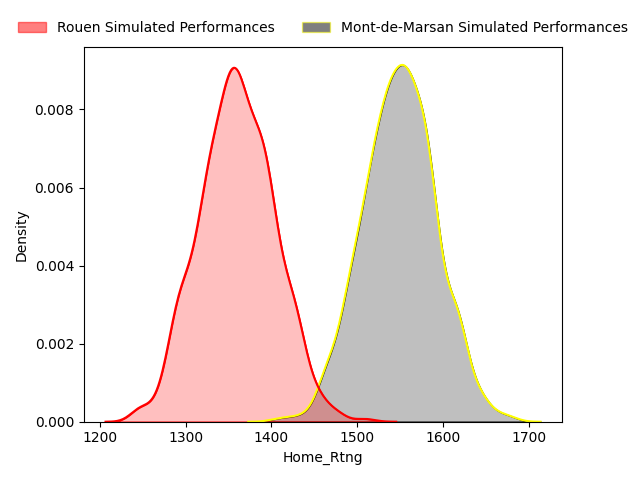 Rouen Simulated Performances Mont-de-Marsan Simulated Performances
0.008
0.006
0.004
0.002
0.000
Density
1200 1300 1400 1500 1600 1700
Home_Rtng